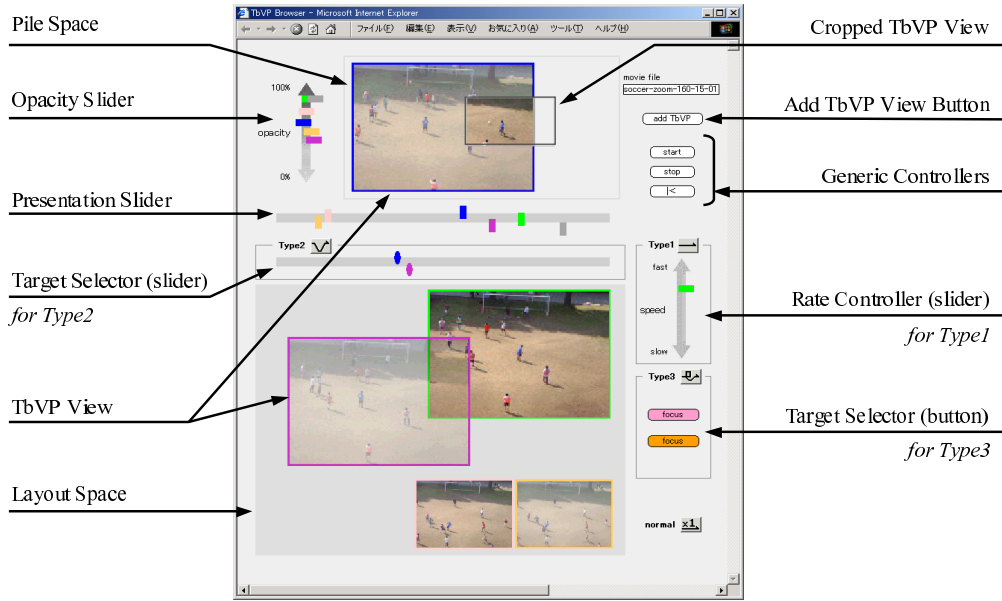 Pile Space
Opacity Slider
Presentation Slider
Target Selector (slider)
for Type2
TbVP View
Layout Space
TbVP Browser - Microsoft Internet Explorer
ファイル(F) 編集(E) 表示(V) お気に入り(A) ツール(T) ヘルプ(H)
100%
opacity
0%
movie file
soccer-zoom-160-15-01
add TbVP
start
stop
|<
Type2
Type1
fast
speed
slow
Type3
focus
focus
normal x1
Cropped TbVP View
Add TbVP View Button
Generic Controllers
Rate Controller (slider)
for Type1
Target Selector (button)
for Type3